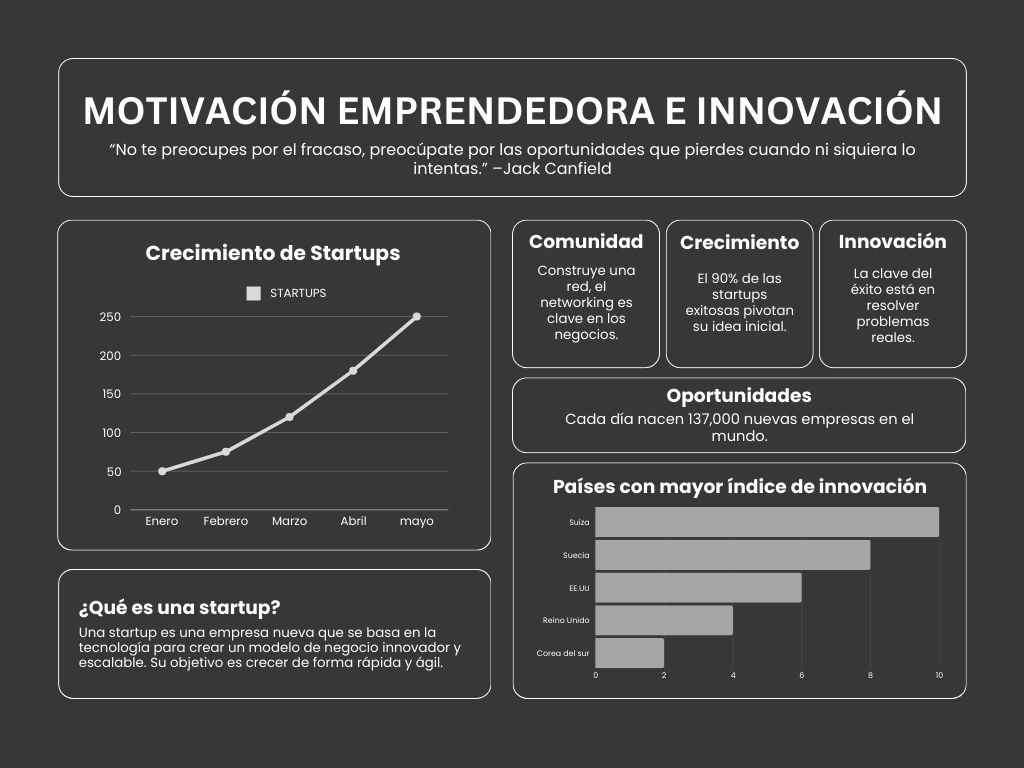 MOTIVACIÓN EMPRENDEDORA E INNOVACIÓN
“No te preocupes por el fracaso, preocúpate por las oportunidades que pierdes cuando ni siquiera lo
intentas.” –Jack Canfield
Crecimiento de Startups
STARTUPS
250
200
150
100
50
0
Enero Febrero Marzo Abril mayo
¿Qué es una startup?
Una startup es una empresa nueva que se basa en la
tecnología para crear un modelo de negocio innovador y
escalable. Su objetivo es crecer de forma rápida y ágil.
Comunidad
Construye una
red, el
networking es
clave en los
negocios.
Crecimiento
El 90% de las
startups
exitosas pivotan
su idea inicial.
Innovación
La clave del
éxito está en
resolver
problemas
reales.
Oportunidades
Cada día nacen 137,000 nuevas empresas en el
mundo.
Países con mayor índice de innovación
Suiza
Suecia
EE.UU
Reino Unido
Corea del sur
0 2 4 6 8 10